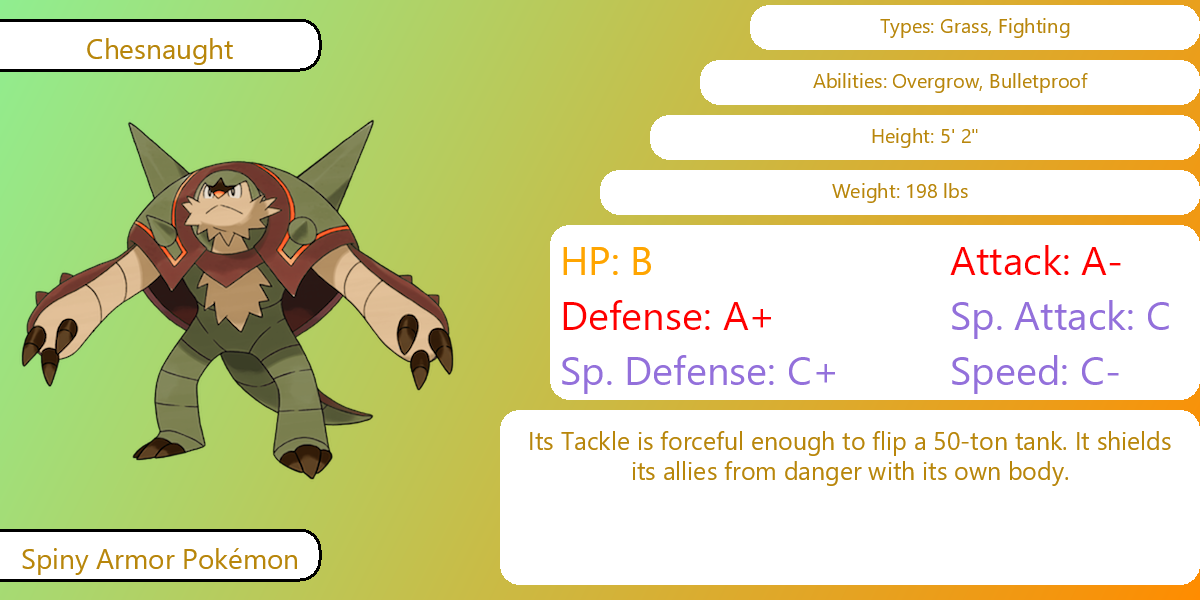 Chesnaught
Types: Grass, Fighting
Abilities: Overgrow, Bulletproof
Height: 5' 2"
Weight: 198 lbs
HP: B
Attack: A-
Defense: A+
Sp. Attack: C
Sp. Defense: C+
Speed: C-
Its Tackle is forceful enough to flip a 50-ton tank. It shields
its allies from danger with its own body.
Spiny Armor Pokémon